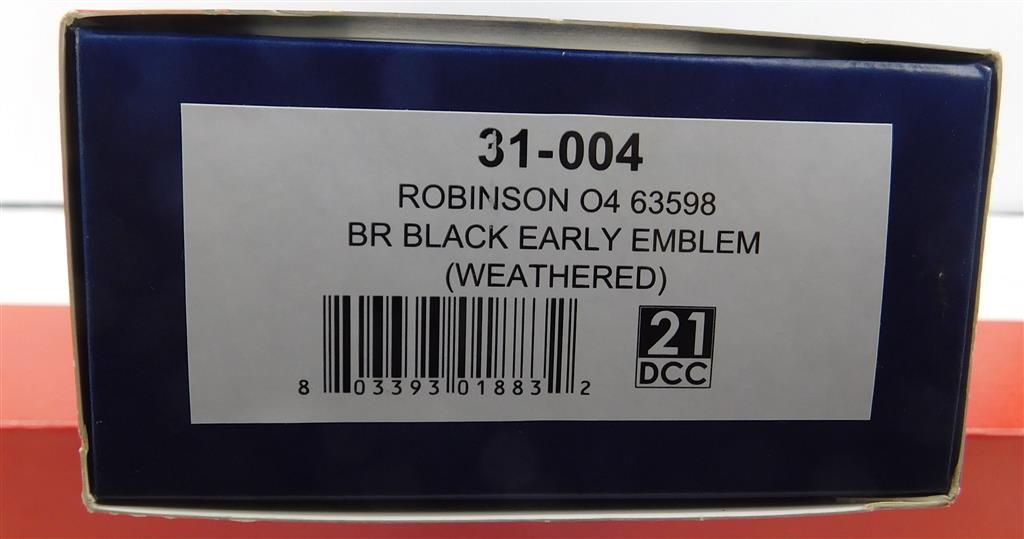 31-004
ROBINSON O4 63598
BR BLACK EARLY EMBLEM
(WEATHERED)
8 03393 01883 2
21
DCC